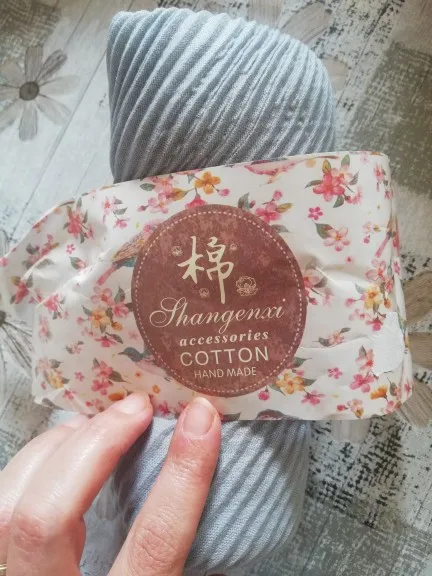 棉
Shangenxi
accessories
COTTON
HAND MADE